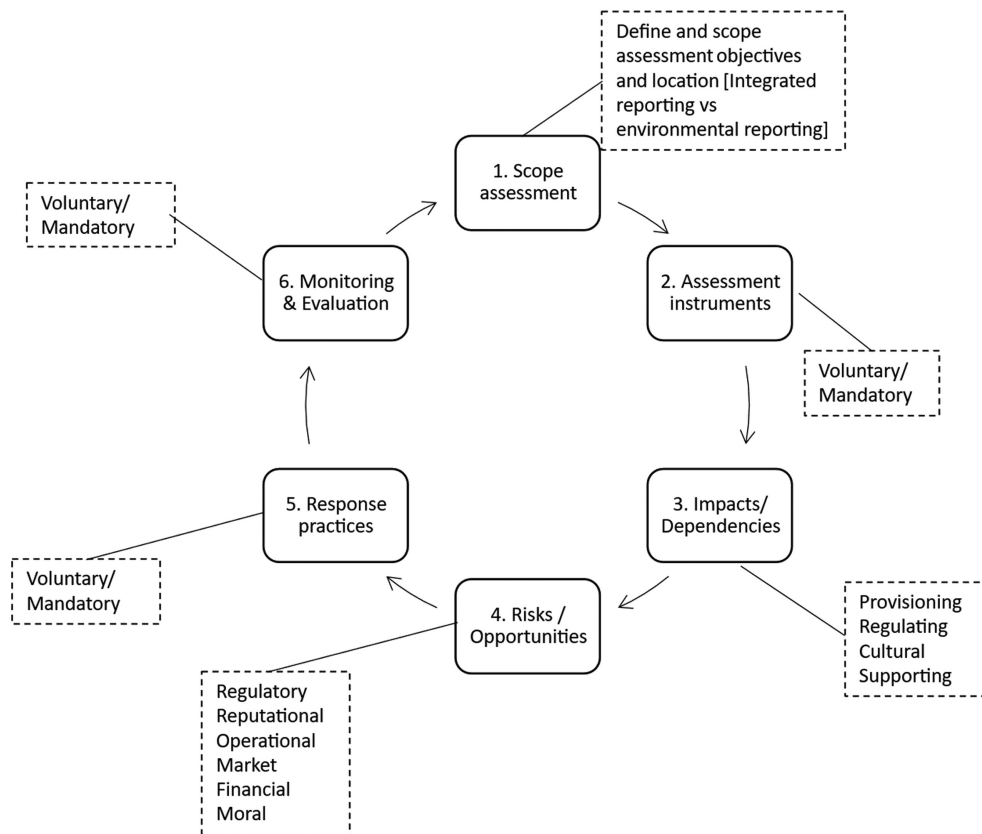 Define and scope
assessment objectives
and location [Integrated
reporting vs
environmental reporting]
1. Scope
assessment
Voluntary/
Mandatory
6. Monitoring
& Evaluation
2. Assessment
instruments
Voluntary/
Mandatory
5. Response
practices
3. Impacts/
Dependencies
Voluntary/
Mandatory
4. Risks /
Opportunities
Provisioning
Regulating
Cultural
Supporting
Regulatory
Reputational
Operational
Market
Financial
Moral